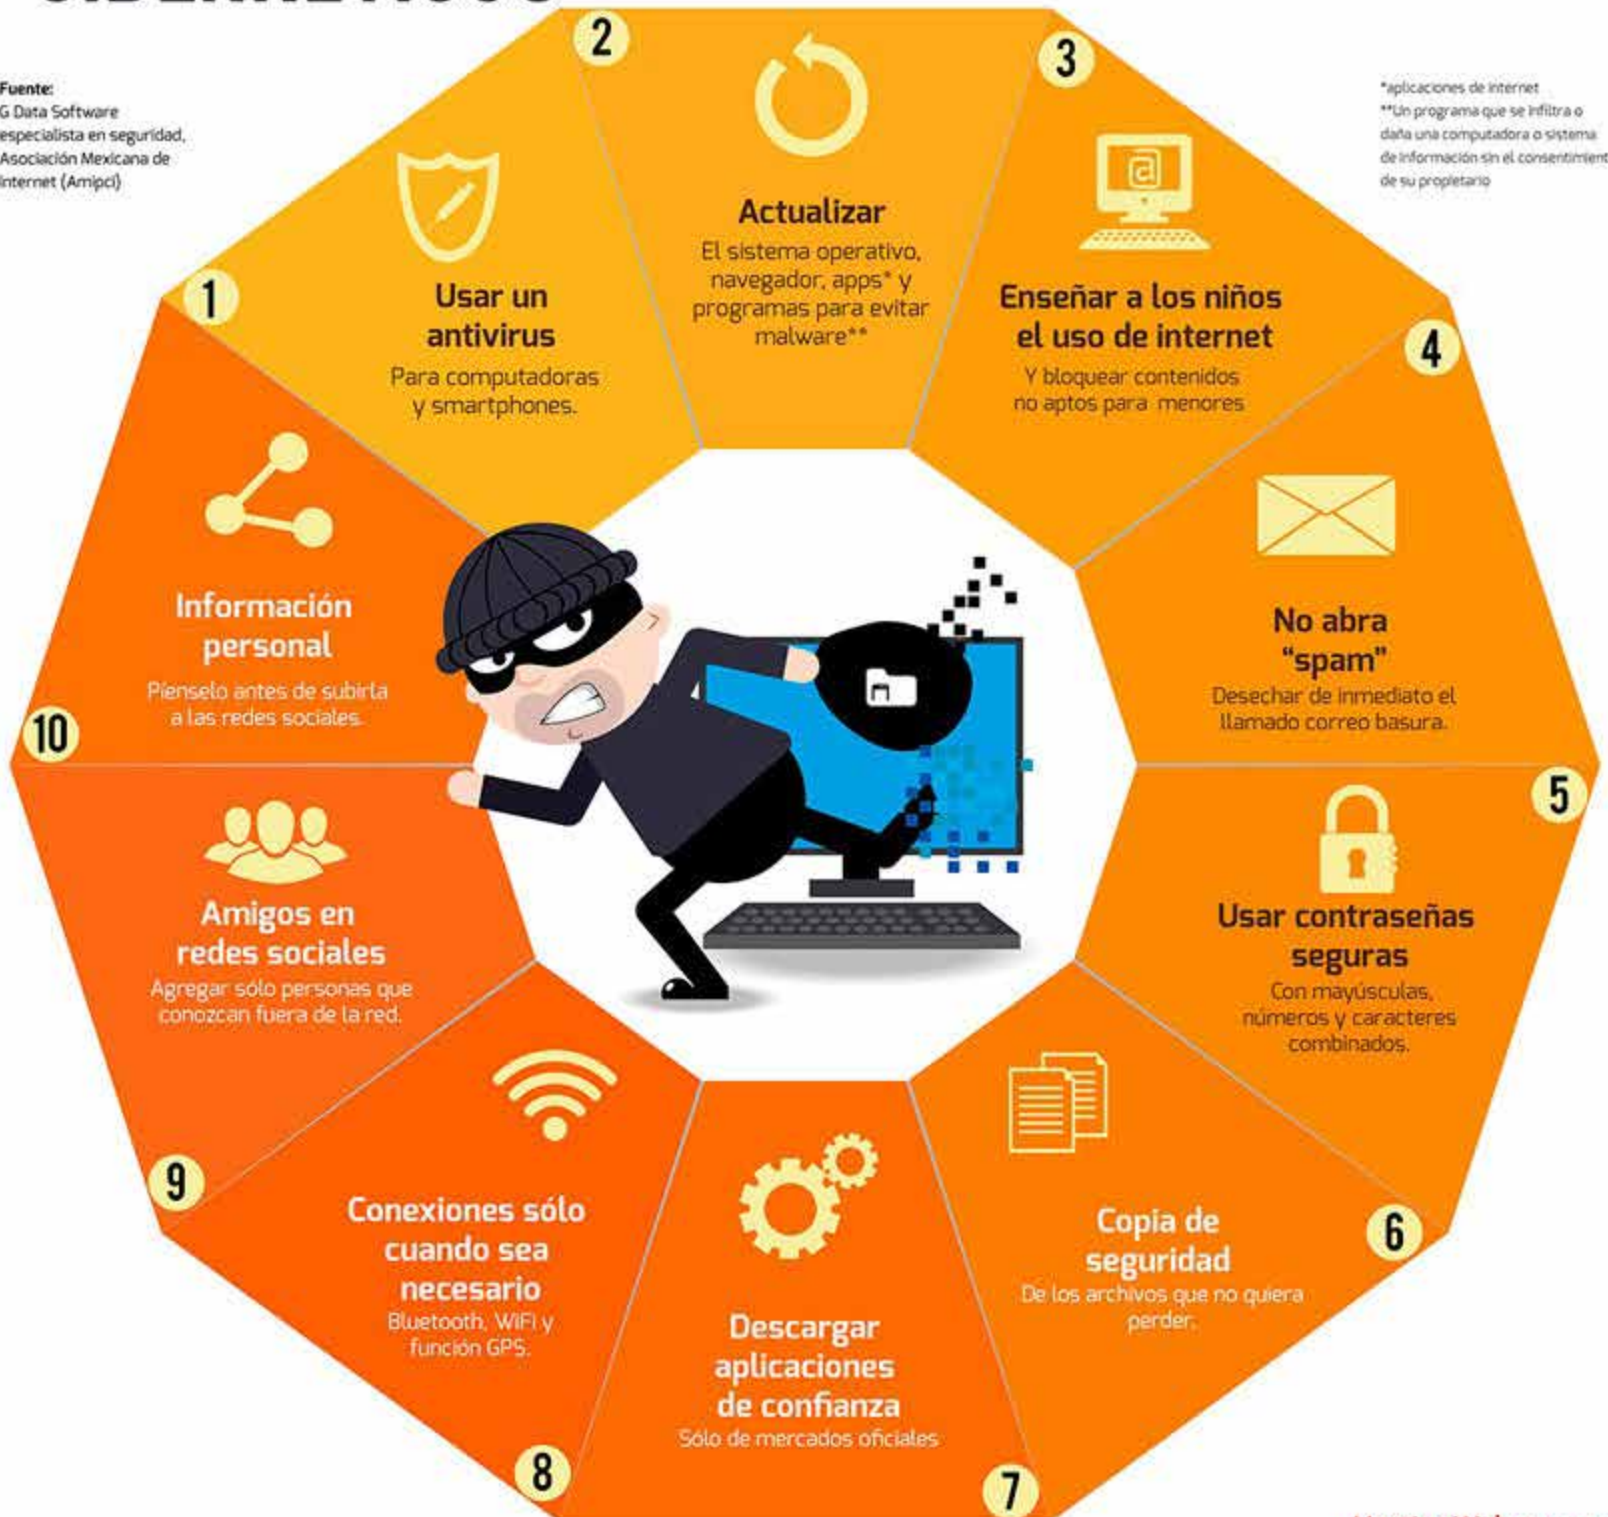 Fuente:
G Data Software
especialista en seguridad,
Asociación Mexicana de
Internet (Amipci)
*aplicaciones de internet
**Un programa que se infiltra o
daña una computadora o sistema
de información sin el
de su propietario
1
Usar un
antivirus
Para computadoras
y smartphones.
2
Actualizar
El sistema operativo,
navegador, apps* y
programas para evitar
malware**
3
Enseñar a los niños
el uso de internet
Y bloquear contenidos
no aptos para menores
4
No abra
"spam"
Desechar de inmediato el
llamado correo basura.
5
Usar contraseñas
seguras
Con mayúsculas,
números y caracteres
combinados.
6
Copia de
seguridad
De los archivos que no quiera
perder.
7
Descargar
aplicaciones
de confianza
Sólo de mercados oficiales
8
Conexiones sólo
cuando sea
necesario
Bluetooth, WiFi y
función GPS.
9
Amigos en
redes sociales
Agregar sólo personas que
conozcan fuera de la red.
10
Información
personal
Píenselo antes de subirla
a las redes sociales.